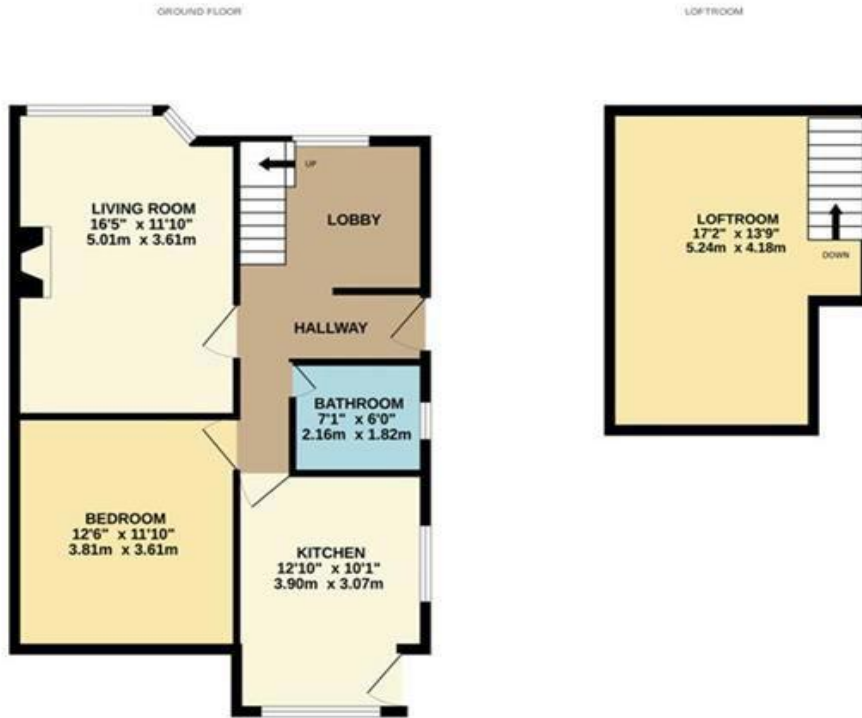 GROUND FLOOR
LOFTROOM
LIVING ROOM
16'5" x 11'10"
5.01m x 3.61m
UP
LOBBY
HALLWAY
BATHROOM
7'1" x 6'0"
2.16m x 1.82m
BEDROOM
12'6" x 11'10"
3.81m x 3.61m
KITCHEN
12'10" x 10'1"
3.90m x 3.07m
LOFTROOM
17'2" x 13'9"
5.24m x 4.18m
DOWN